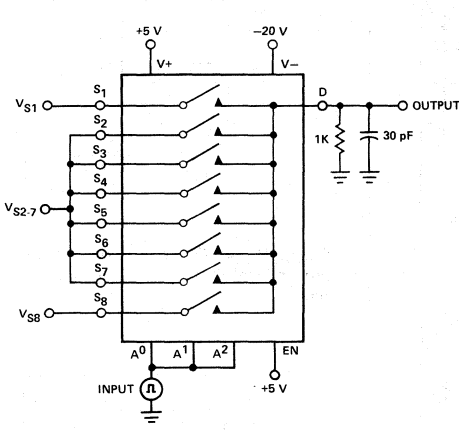 +5 V
−20 V
V+
V−
S1
D
VS1
OUTPUT
S2
1K
30 pF
S3
S4
VS2-7
S5
S6
S7
S8
VS8
A0 A1 A2 EN
INPUT
+5 V